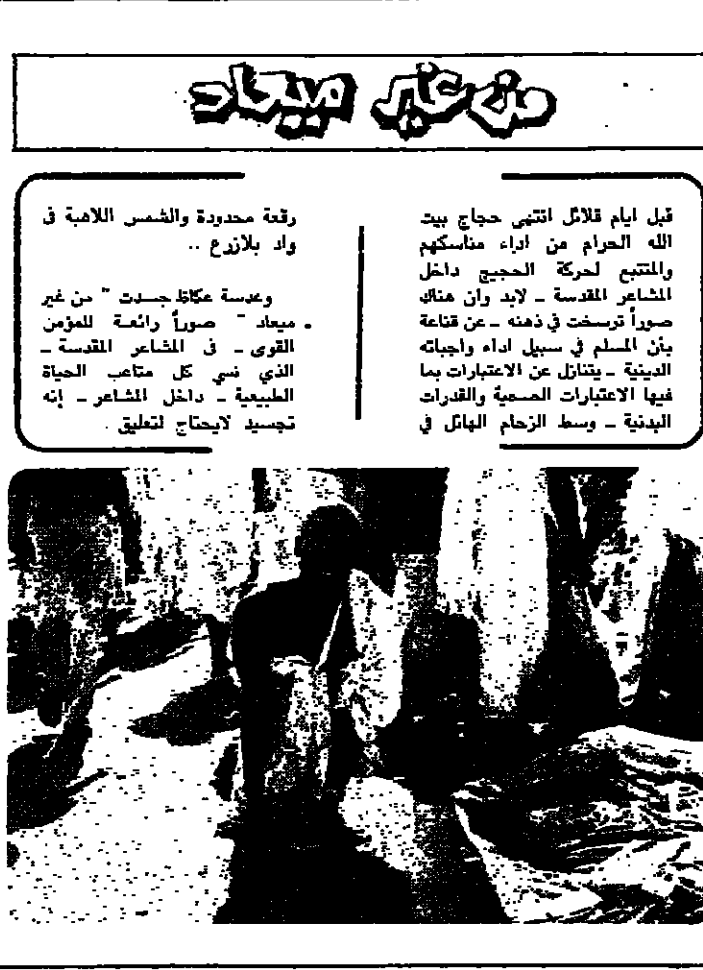 من غير ميعاد
قبل ايام قلائل انتهى حجاج بيت
الله الحرام من اداء مناسكهم
والمتتبع لحركة الحجيج داخل
المشاعر المقدسة ـ لابد وان هناك
صوراً ترسخت في ذهنه ـ عن قناعة
بأن المسلم في سبيل اداء واجباته
الدينية ـ يتنازل عن الاعتبارات بما
فيها الاعتبارات الصحية والقدرات
البدنية ـ وسط الزحام الهائل في
رقعة محدودة والشمس اللاهبة في
واد بلازرع ..
وعدسة عكاظ جسدت " من غير
ميعاد " صوراً رائعة للمؤمن
القوى ـ في المشاعر المقدسة ـ
الذي نسي كل متاعب الحياة
الطبيعية ـ داخل المشاعر ـ إنه
تجسيد لايحتاج لتعليق .